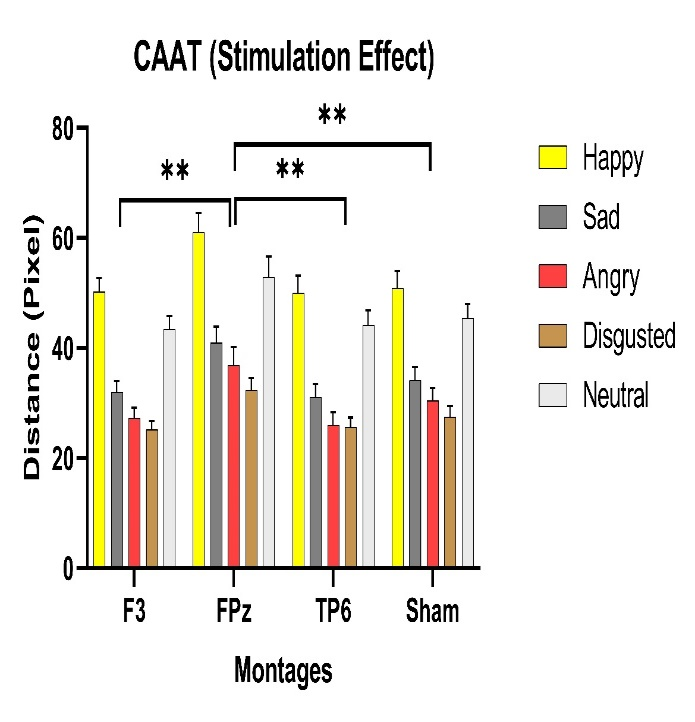 CAAT (Stimulation Effect)
**
**
**
80
60
40
20
0
Distance (Pixel)
F3 FPz TP6 Sham
Montages
Happy
Sad
Angry
Disgusted
Neutral